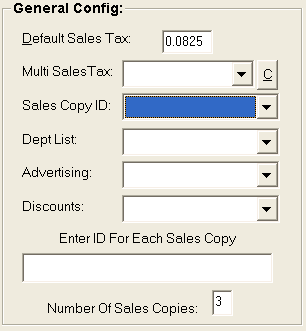 General Config:
Default Sales Tax: 0.0825
Multi SalesTax: C
Sales Copy ID:
Dept List:
Advertising:
Discounts:
Enter ID For Each Sales Copy
Number Of Sales Copies: 3